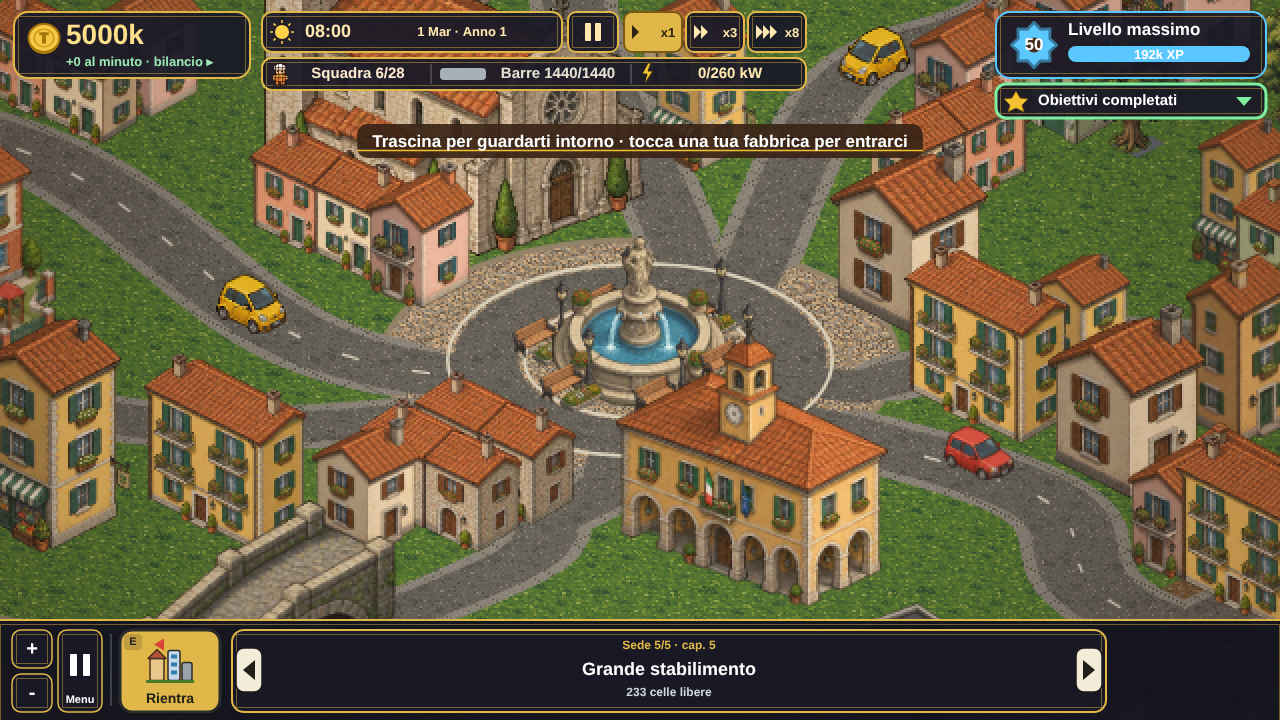 5000k
+0 al minuto · bilancio ▸
08:00
1 Mar · Anno 1
x1
x3
x8
Squadra 6/28
Barre 1440/1440
0/260 kW
50
Livello massimo
192k XP
Obiettivi completati
Trascina per guardarti intorno · tocca una tua fabbrica per entrarci
+
-
Menu
E
Rientra
Sede 5/5 · cap. 5
Grande stabilimento
233 celle libere